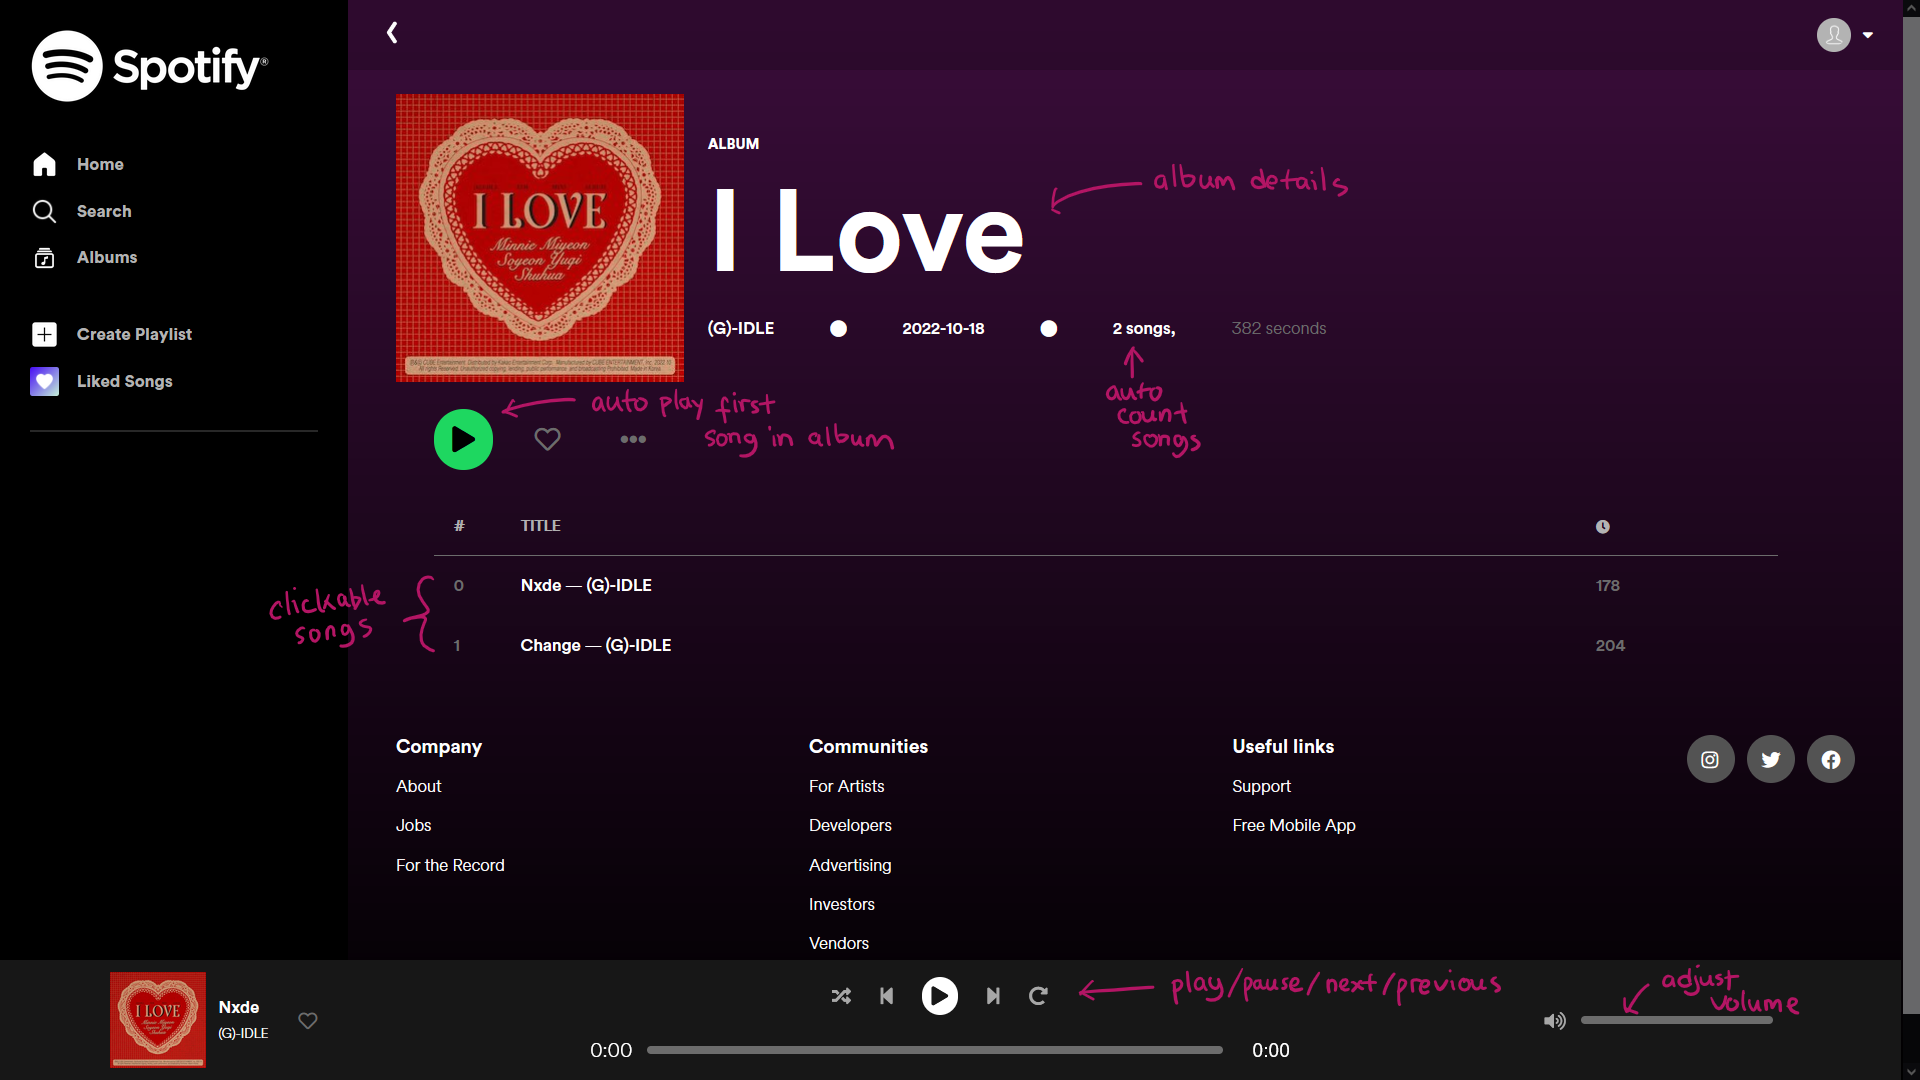 Spotify®
Home
Search
Albums
Create Playlist
Liked Songs
I LOVE
Minnie Miyeon
Soyeon Yuqi
Shuhua
ALBUM
I Love
album details
(G)-IDLE
2022-10-18
2 songs,
382 seconds
auto
count
songs
auto play first
song in album
# TITLE
clickable
songs
0 Nxde — (G)-IDLE 178
1 Change — (G)-IDLE 204
Company
About
Jobs
For the Record
Communities
For Artists
Developers
Advertising
Investors
Vendors
Useful links
Support
Free Mobile App
I LOVE
Nxde
(G)-IDLE
play/pause/next/previous
0:00
0:00
adjust
volume